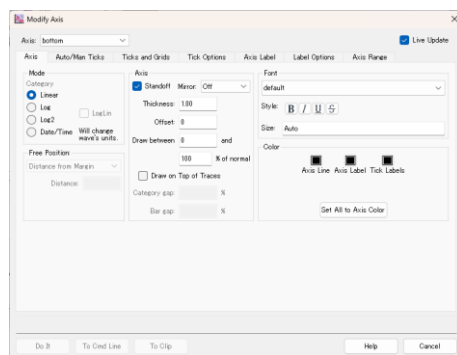 Modify Axis
Axis: bottom
Live Update
Axis Auto/Man Ticks Ticks and Grids Tick Options Axis Label Label Options Axis Range
Mode
Category
Linear
Log
LogLin
Log2
Date/Time Will change wave's units.
Free Position
Distance from Margin
Distance:
Axis
Standoff Mirror: Off
Thickness: 1.00
Offset: 0
Draw between 0 and
100 % of normal
Draw on Top of Traces
Category gap: %
Bar gap: %
Font
default
Style: B I U S
Size: Auto
Color
Axis Line Axis Label Tick Labels
Set All to Axis Color
Do It To Cmd Line To Clip Help Cancel